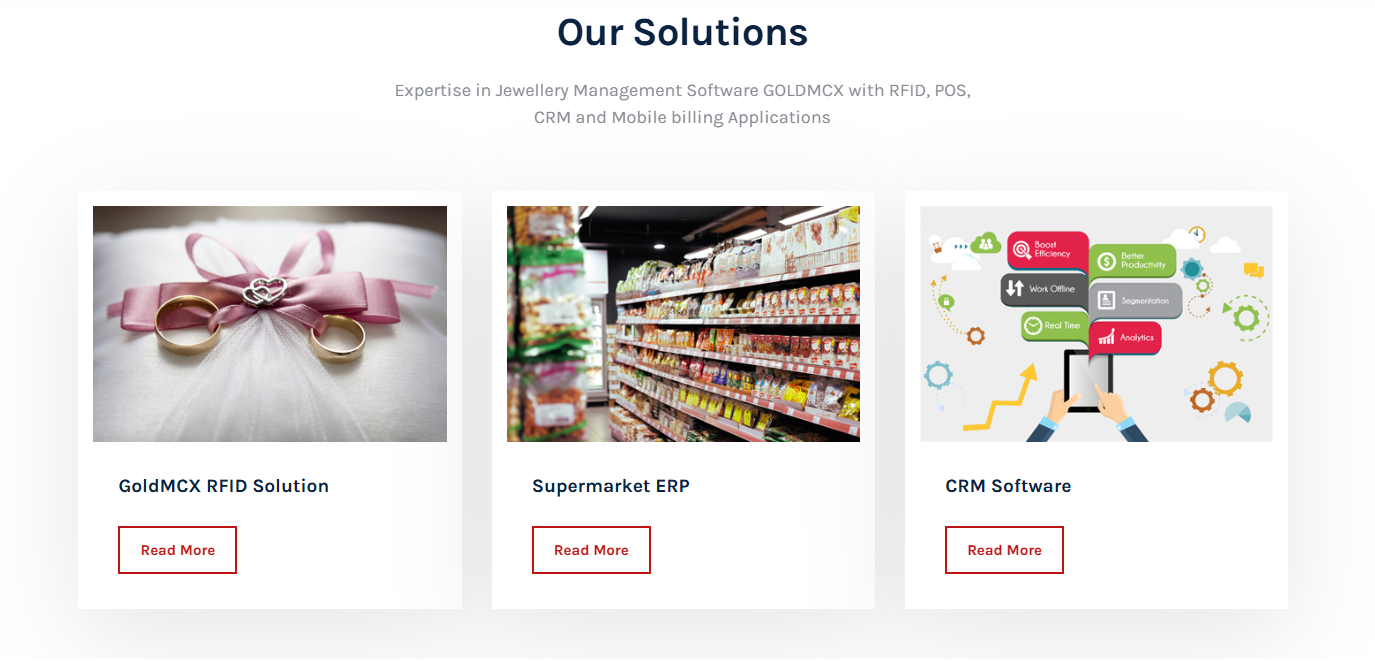 Our Solutions
Expertise in Jewellery Management Software GOLDMCX with RFID, POS,
CRM and Mobile billing Applications
Boost
Efficiency
Better
Productivity
Work Offline
Segmentation
Real Time
Analytics
GoldMCX RFID Solution
Supermarket ERP
CRM Software
Read More
Read More
Read More